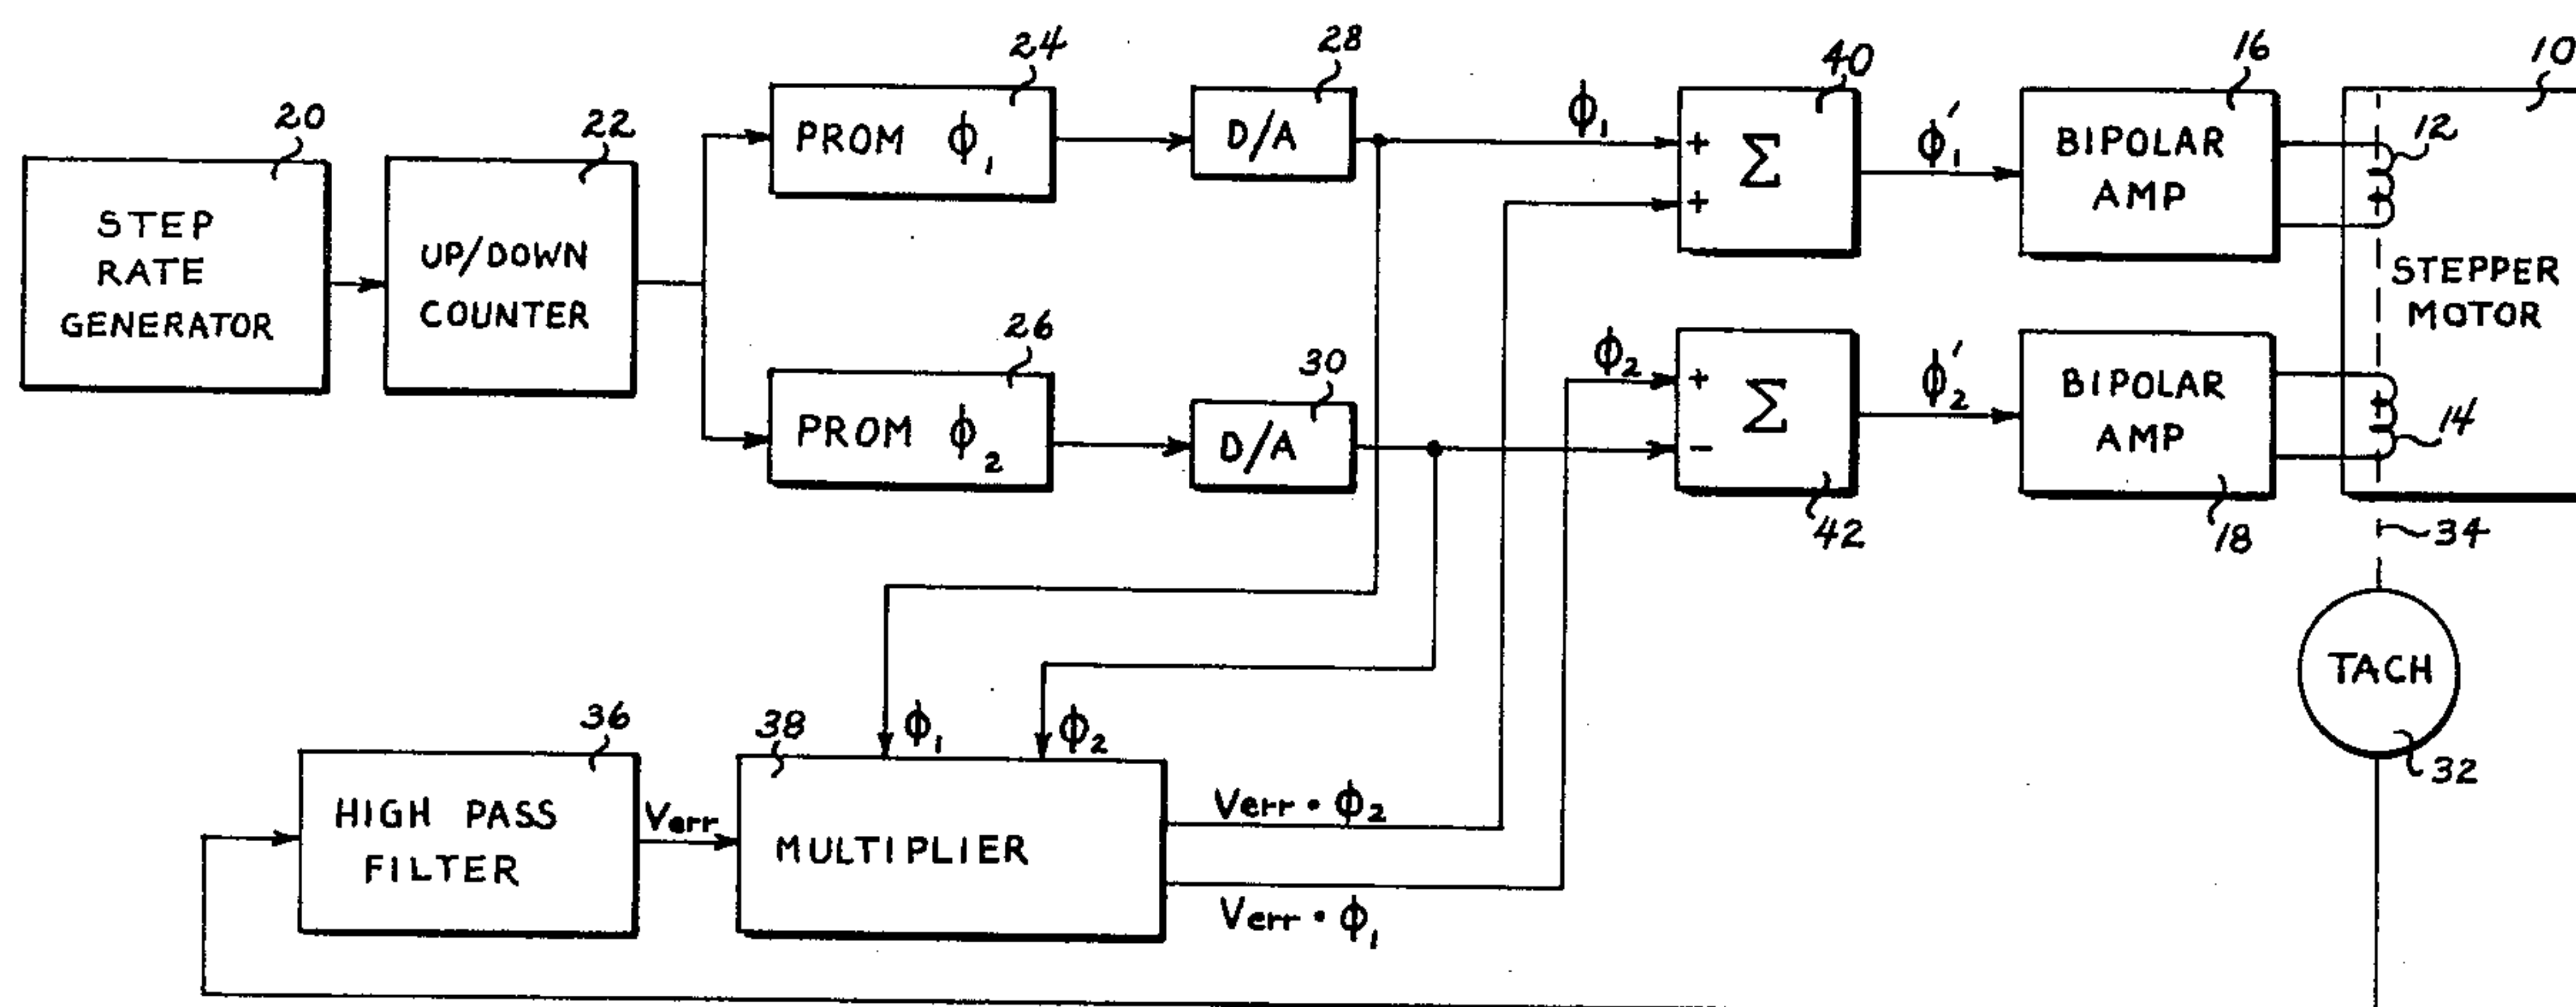 20
STEP
RATE
GENERATOR
22
UP/DOWN
COUNTER
24
PROM ϕ₁
26
PROM ϕ₂
28
D/A
30
D/A
ϕ₁
ϕ₂
40
+
+
Σ
42
+
−
Σ
ϕ₁′
ϕ₂′
16
BIPOLAR
AMP
18
BIPOLAR
AMP
10
12
STEPPER
MOTOR
14
34
TACH
32
36
HIGH PASS
FILTER
Verr
38
ϕ₁
ϕ₂
MULTIPLIER
Verr · ϕ₂
Verr · ϕ₁